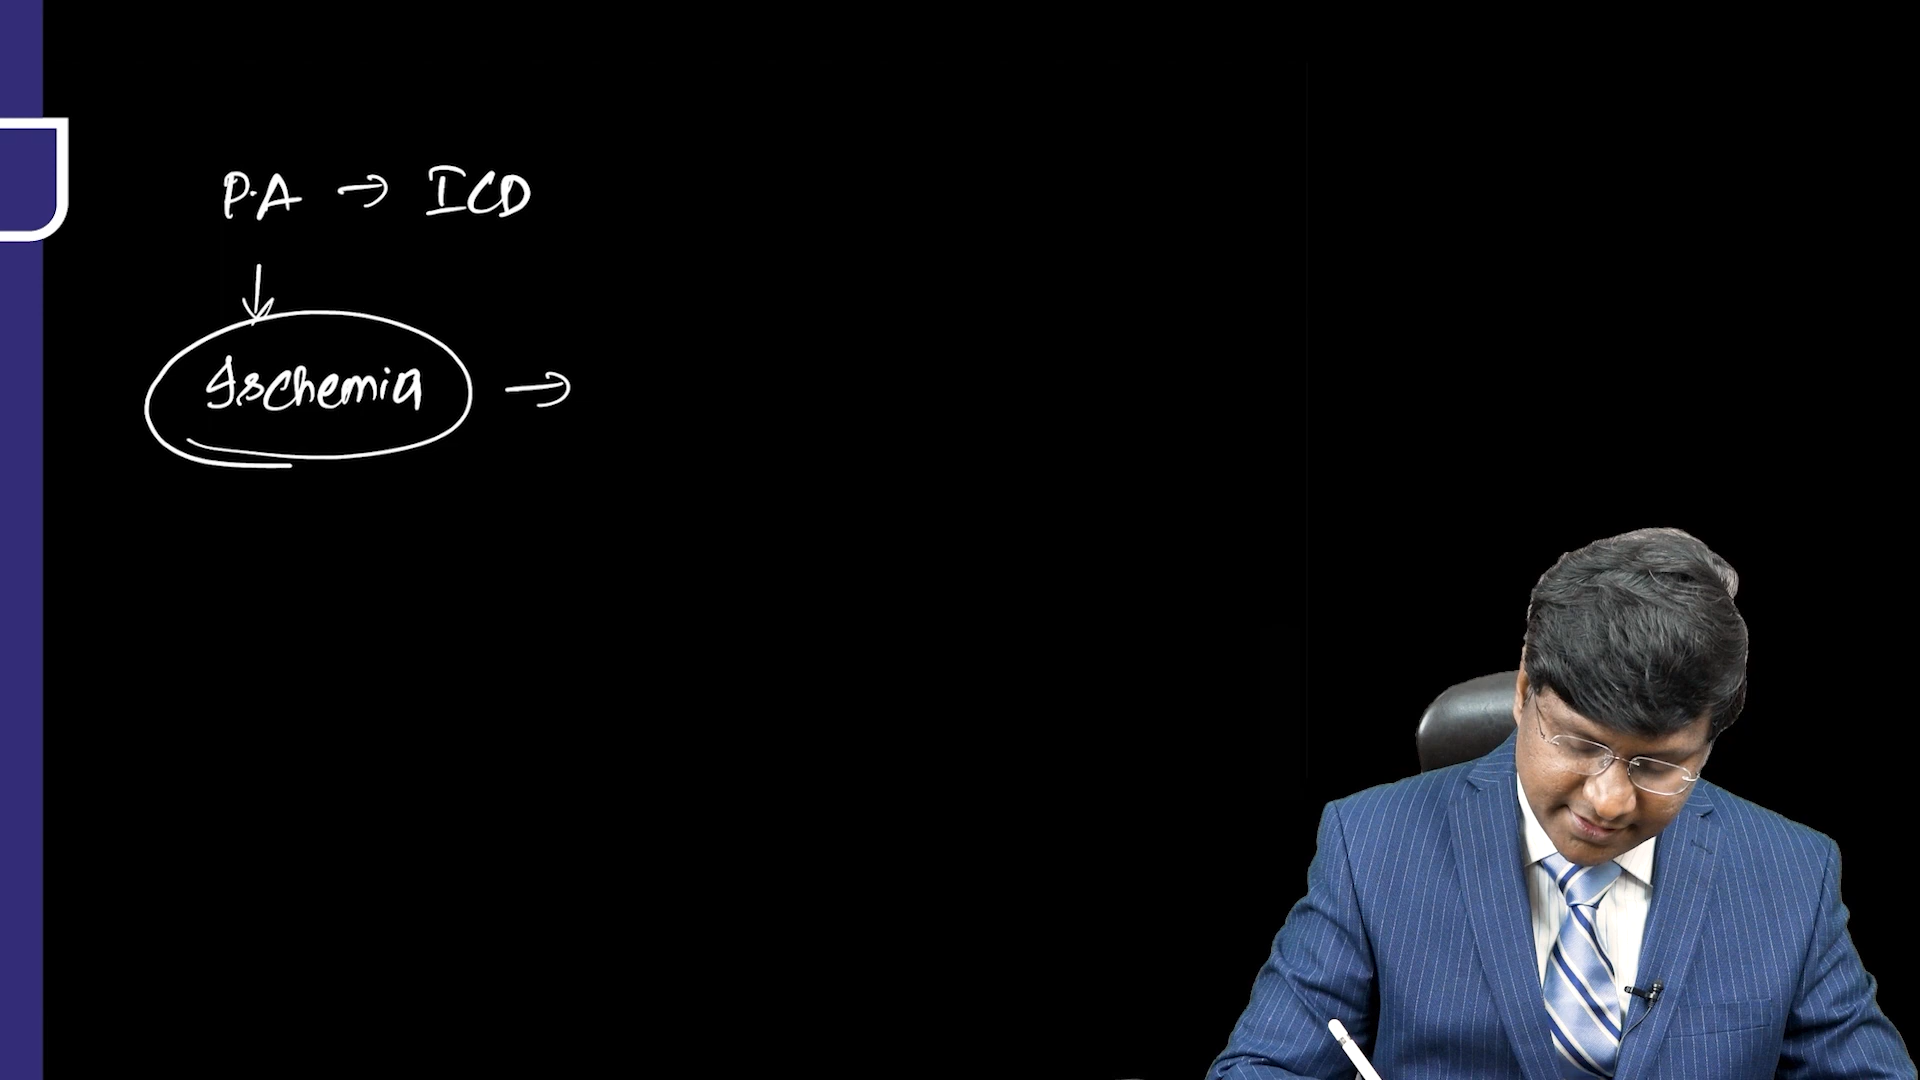 P.A → ICD
↓
Ischemia →